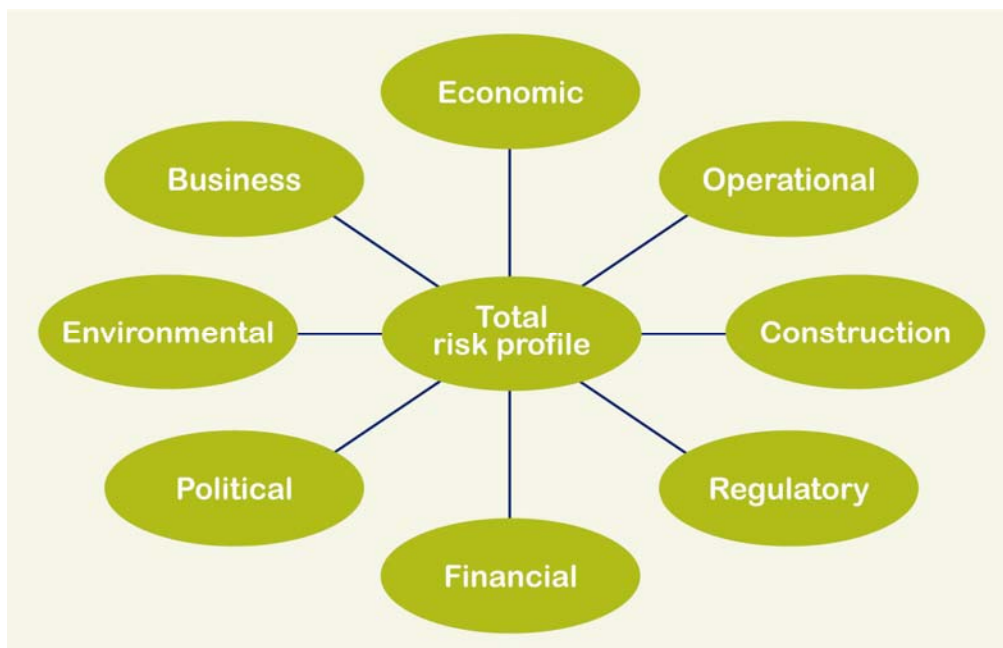 Economic
Business
Operational
Environmental
Total
risk profile
Construction
Political
Regulatory
Financial